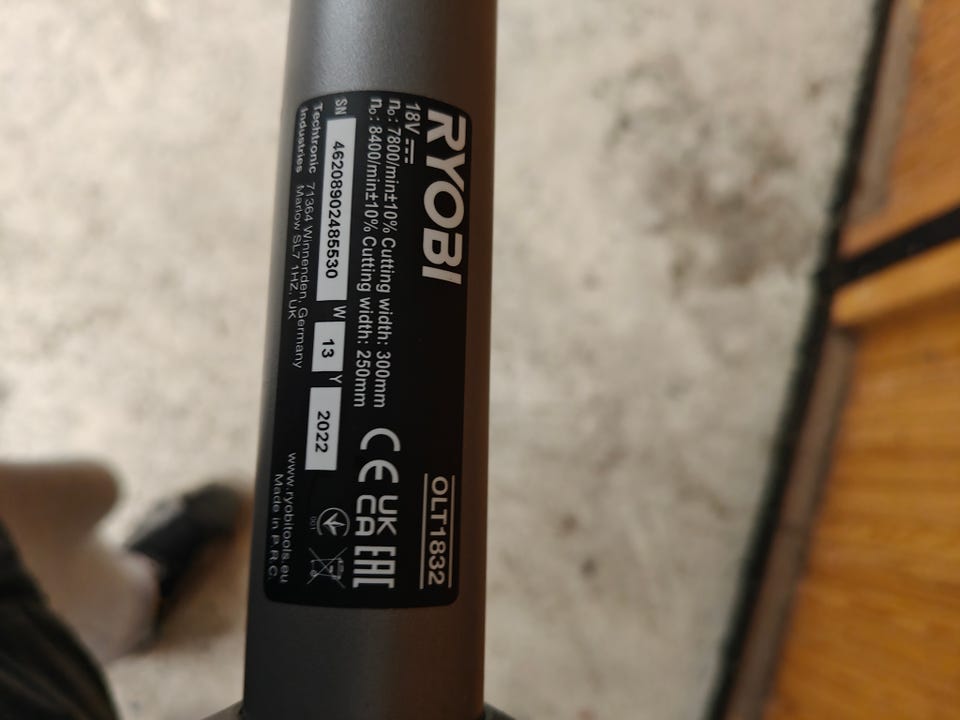 RYOBI
OLT1832
18V
n₀: 7800/min±10% Cutting width: 300mm
n₀: 8400/min±10% Cutting width: 250mm
CE UK CA EAC
SN 46208902485530 W 13 Y 2022
001
Techtronic Industries
71364 Winnenden, Germany
Marlow SL7 1HZ, UK
www.ryobitools.eu
Made in P.R.C.